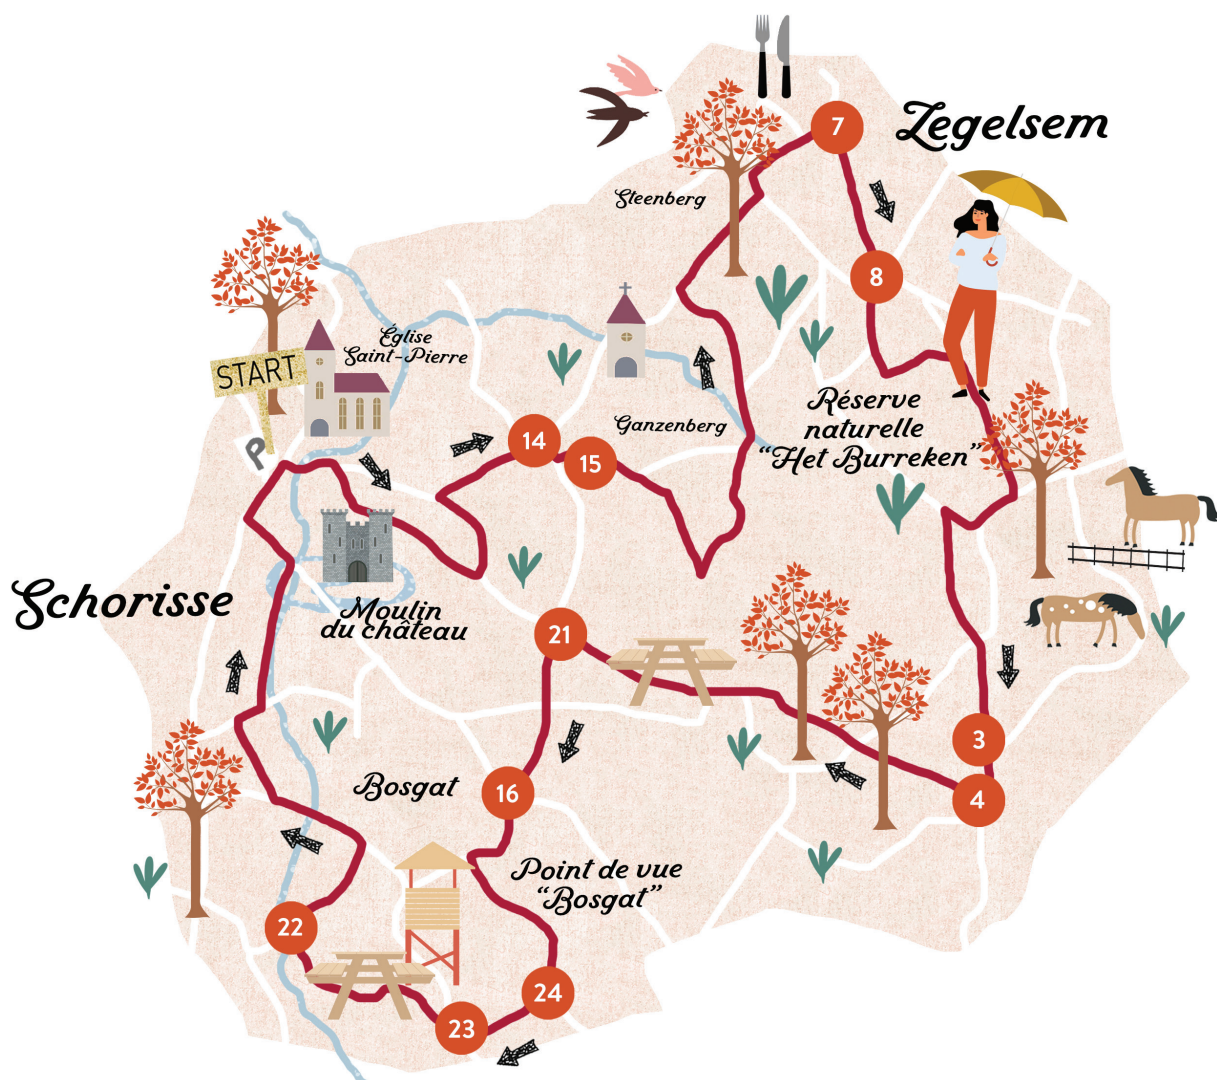 7
Zegelsem
Steenberg
8
START
Église
Saint-Pierre
P
14
15
Ganzenberg
Réserve
naturelle
“Het Burreken”
Schorisse
Moulin
du château
21
3
4
Bosgat
16
Point de vue
“Bosgat”
22
24
23